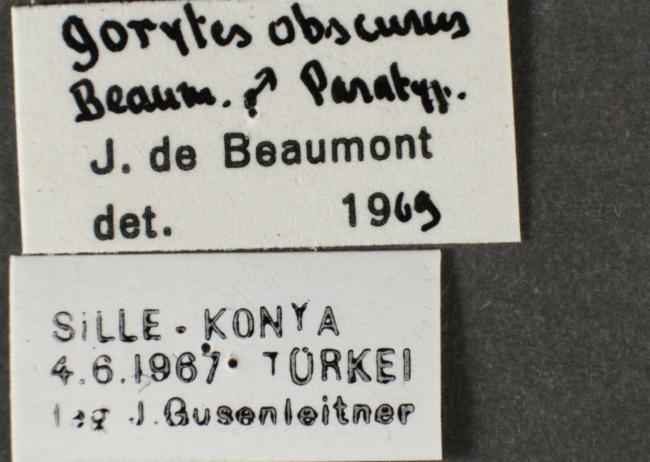 gorytes obscurus
Beaum. ♂ Paratyp.
J. de Beaumont
det. 1969
SiLLE - KONYA
4.6.1967 TÜRKEI
leg J. Gusenleitner